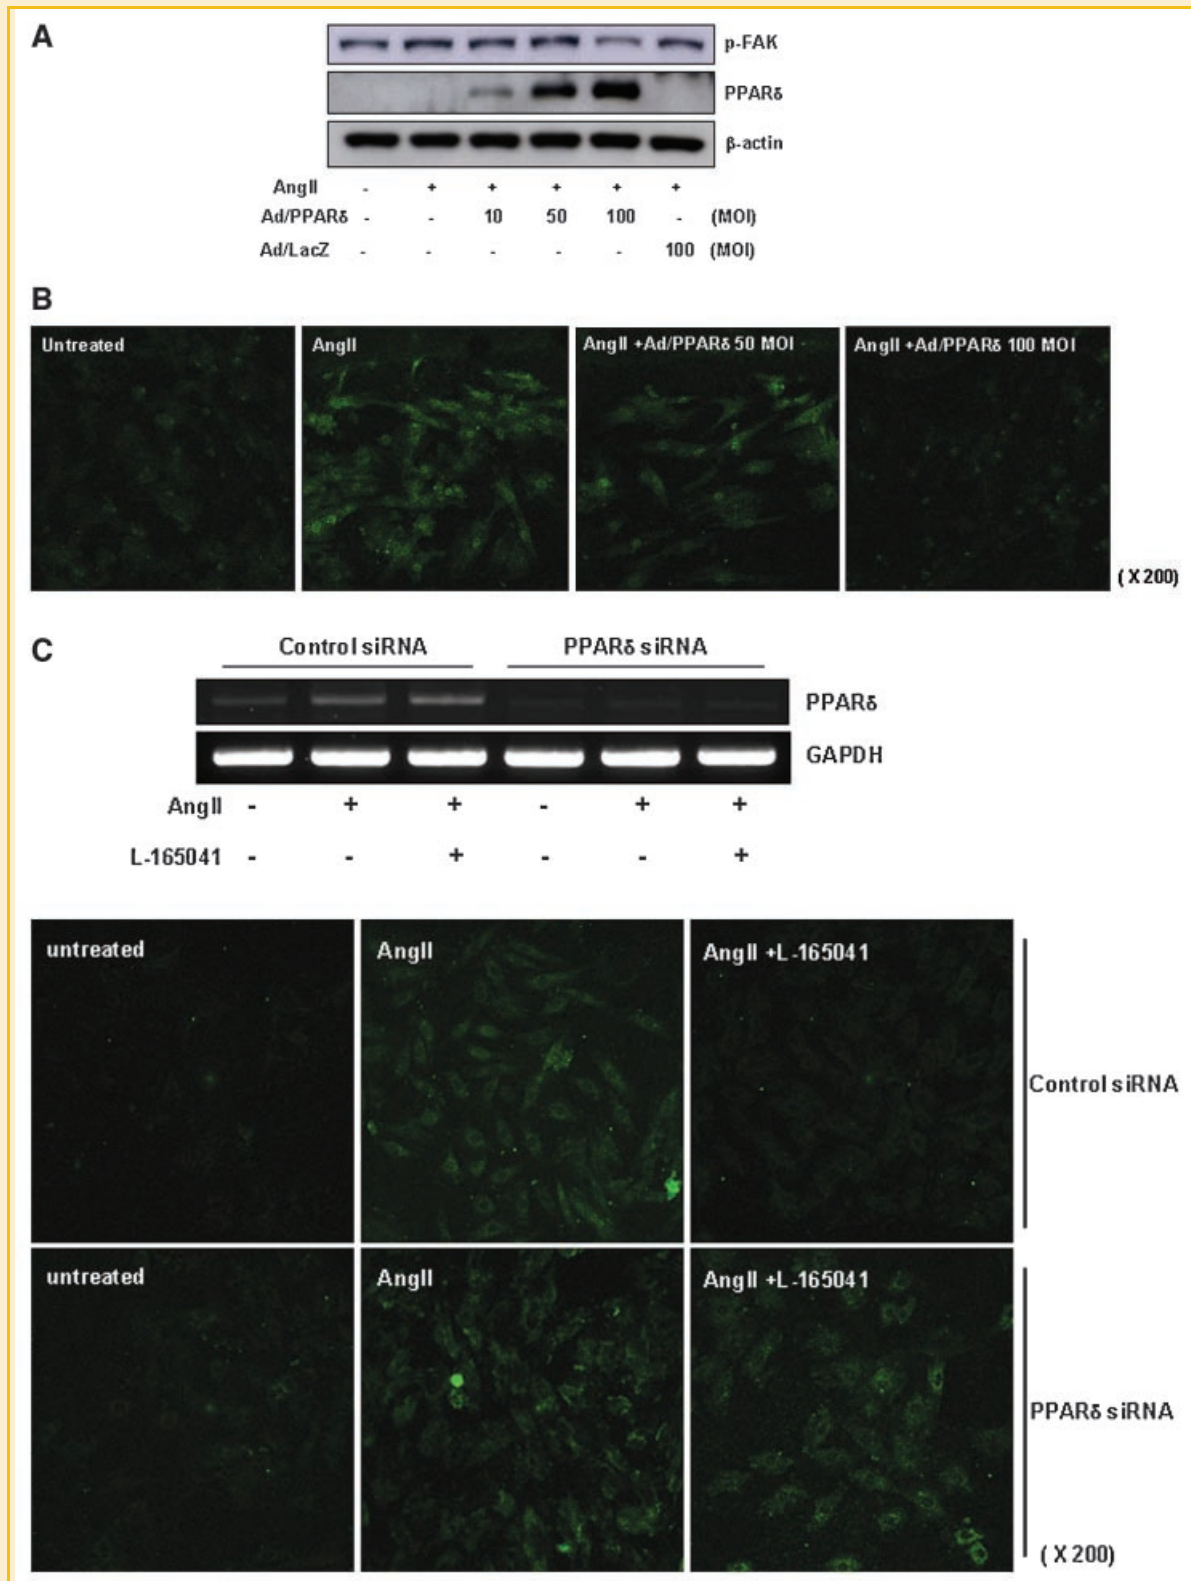 A
p-FAK
PPARδ
β-actin
AngII - + + + + +
Ad/PPARδ - - 10 50 100 - (MOI)
Ad/LacZ - - - - - 100 (MOI)
B
Untreated AngII AngII +Ad/PPARδ 50 MOI AngII +Ad/PPARδ 100 MOI
( X 200)
C
Control siRNA PPARδ siRNA
PPARδ
GAPDH
AngII - + + - + +
L-165041 - - + - - +
untreated AngII AngII +L-165041
Control siRNA
untreated AngII AngII +L-165041
PPARδ siRNA
( X 200)